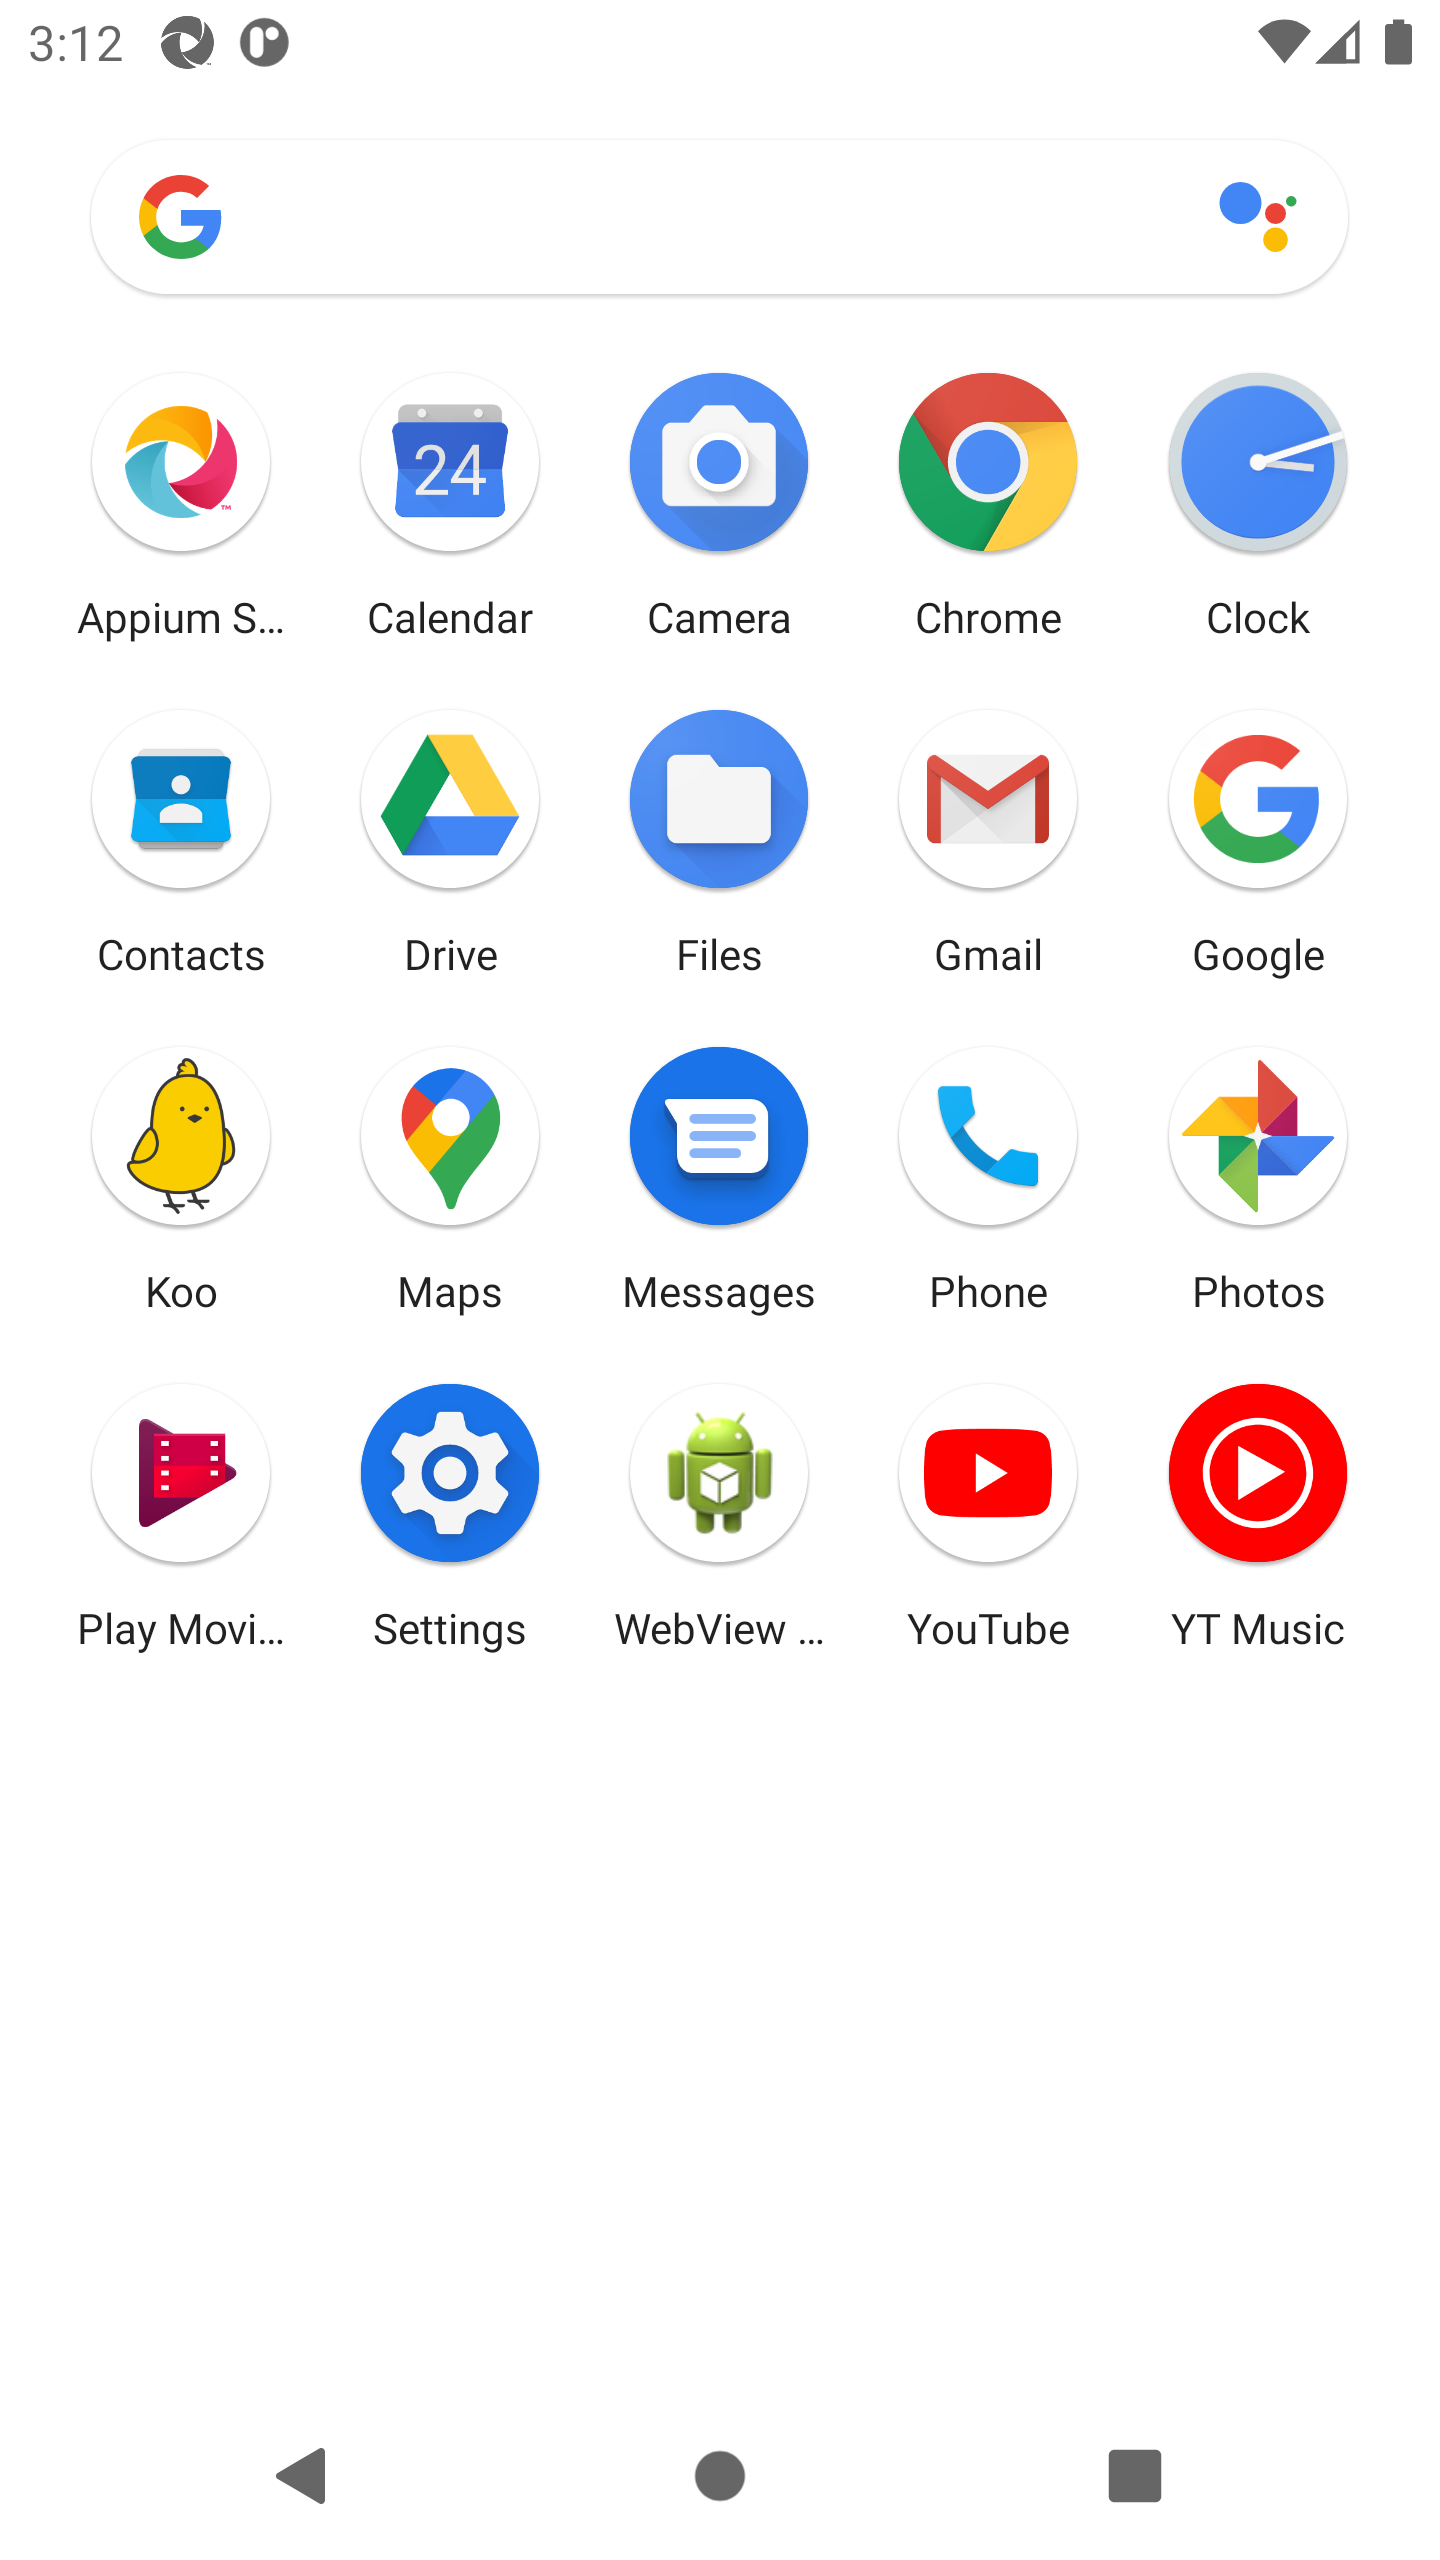 3:12
24
Appium S...
Calendar
Camera
Chrome
Clock
Contacts
Drive
Files
Gmail
Google
Koo
Maps
Messages
Phone
Photos
Play Movi...
Settings
WebView ...
YouTube
YT Music